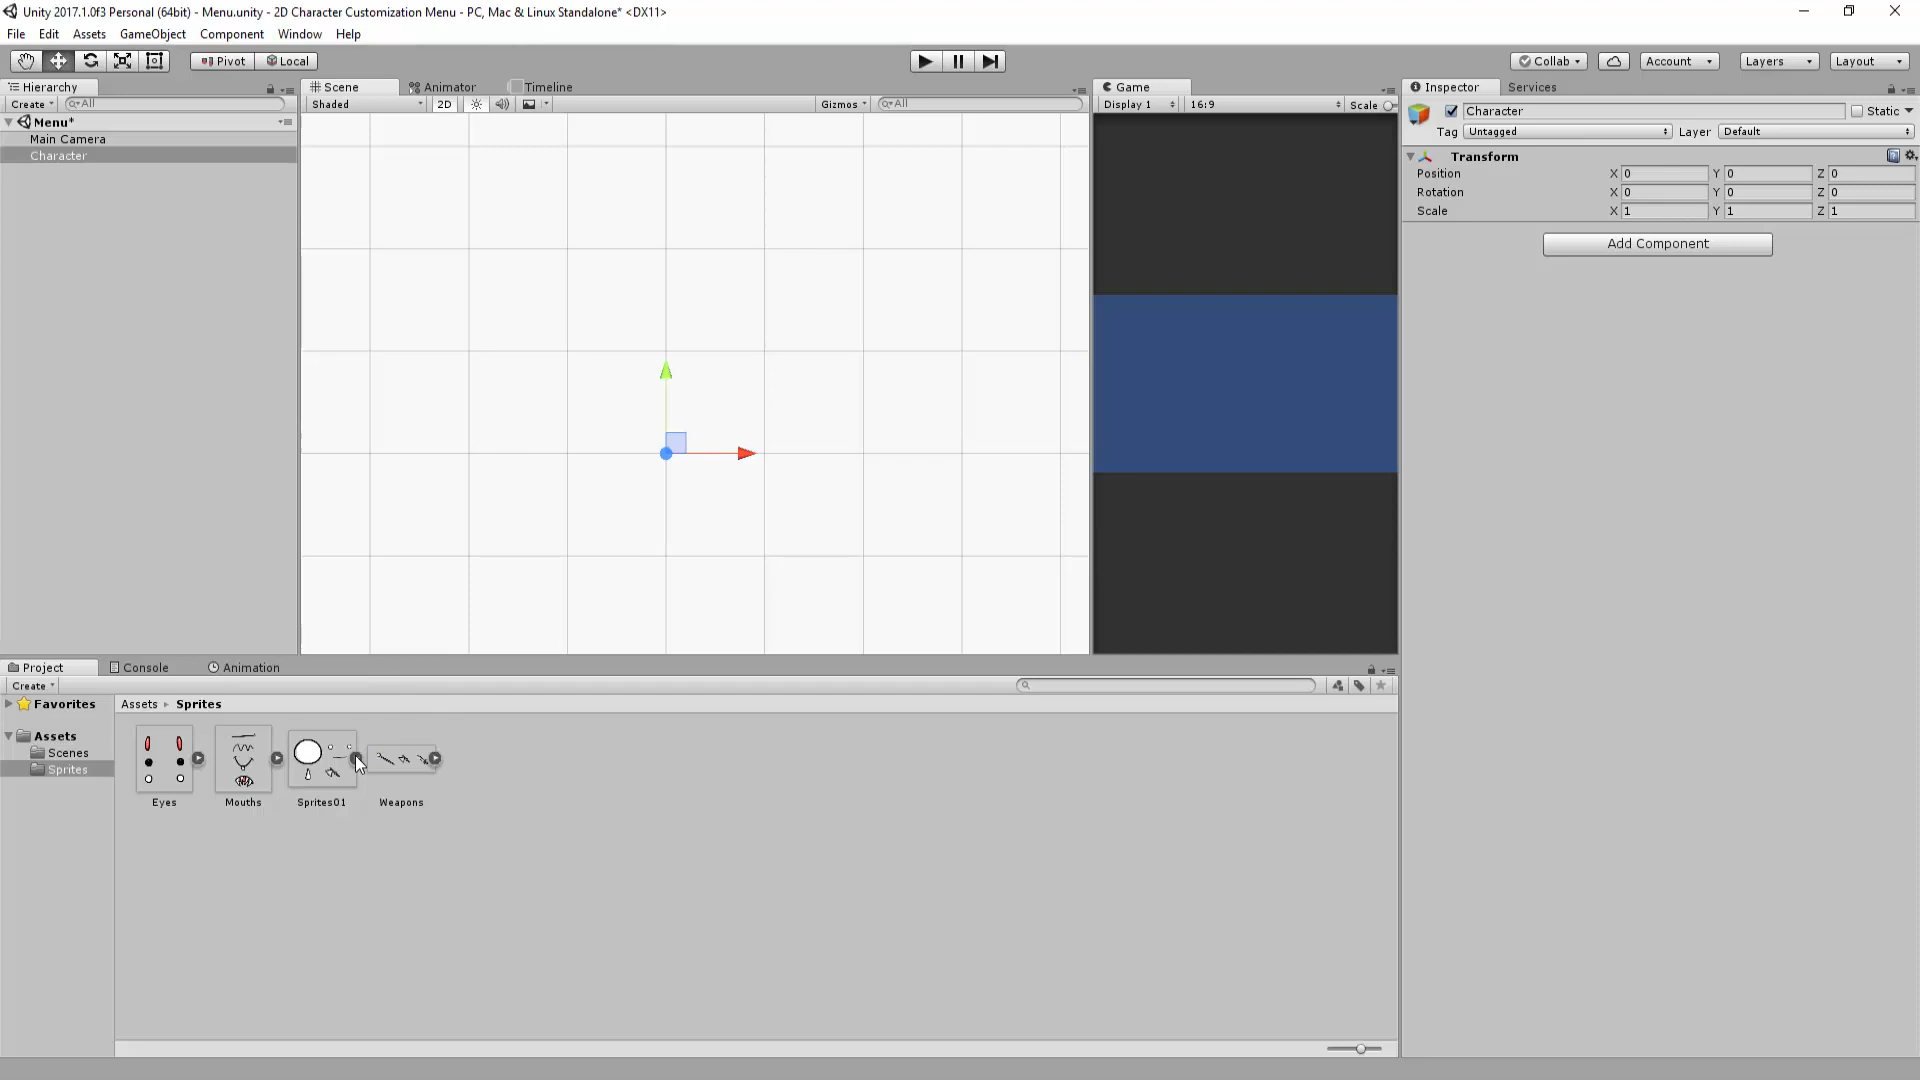 Unity 2017.1.0f3 Personal (64bit) - Menu.unity - 2D Character Customization Menu - PC, Mac & Linux Standalone* <DX11>
File Edit Assets GameObject Component Window Help
Pivot Local Collab Account Layers Layout
Hierarchy Scene Animator Timeline Game Inspector Services
Create All Shaded 2D Gizmos All Display 1 16:9 Scale Character Static
Menu*
Main Camera
Character
Tag Untagged Layer Default
Transform
Position X 0 Y 0 Z 0
Rotation X 0 Y 0 Z 0
Scale X 1 Y 1 Z 1
Add Component
Project Console Animation
Create
Favorites Assets Sprites
Assets
Scenes
Sprites
Eyes Mouths Sprites01 Weapons